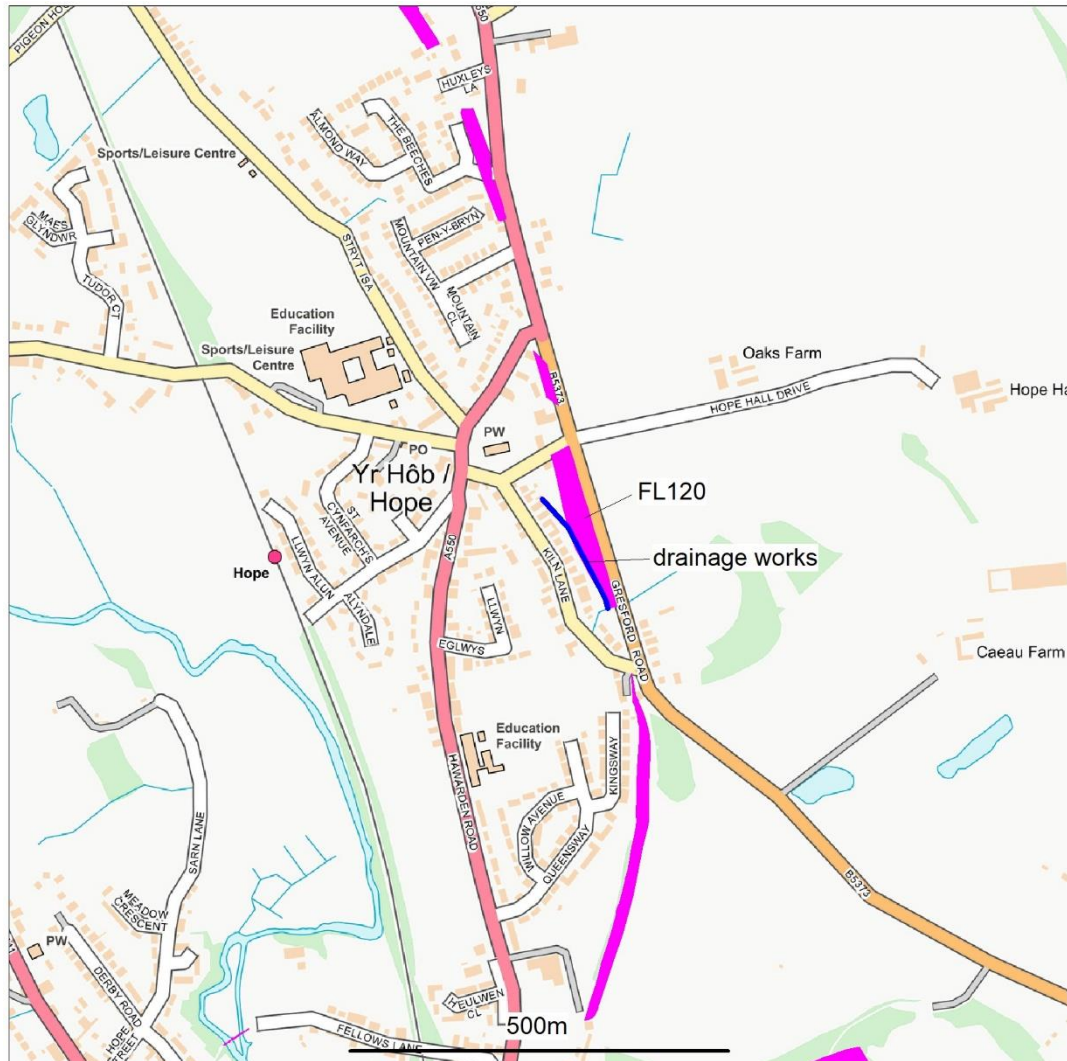 PIGEON HO
550
HUXLEYS
LA
ALMOND WAY
THE BEECHES
Sports/Leisure Centre
MAES
GLYNDWR
TUDOR CT
STRYT ISA
PEN-Y-BRYN
MOUNTAIN VW
MOUNTAIN
CL
Education
Facility
Sports/Leisure
Centre
B5373
Oaks Farm
HOPE HALL DRIVE
Hope Ha
PW
PO
Yr Hôb /
Hope
FL120
ST
CYNFARCH'S
AVENUE
A550
drainage works
KILN LANE
Hope
LLWYN ALUN
ALYNDALE
LLWYN
EGLWYS
GRESFORD ROAD
Caeau Farm
Education
Facility
HAWARDEN ROAD
KINGSWAY
WILLOW AVENUE
QUEENSWAY
SARN LANE
MEADOW
CRESCENT
B5373
PW
DERBY ROAD
HOPE
STREET
HEULWEN
CL
FELLOWS LANE
500m